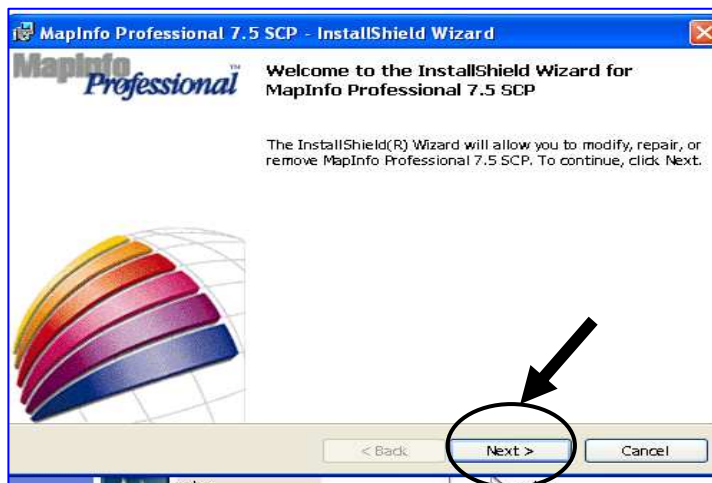 MapInfo Professional 7.5 SCP - InstallShield Wizard
MapInfo
Professional™
Welcome to the InstallShield Wizard for
MapInfo Professional 7.5 SCP
The InstallShield(R) Wizard will allow you to modify, repair, or
remove MapInfo Professional 7.5 SCP. To continue, click Next.
< Back
Next >
Cancel